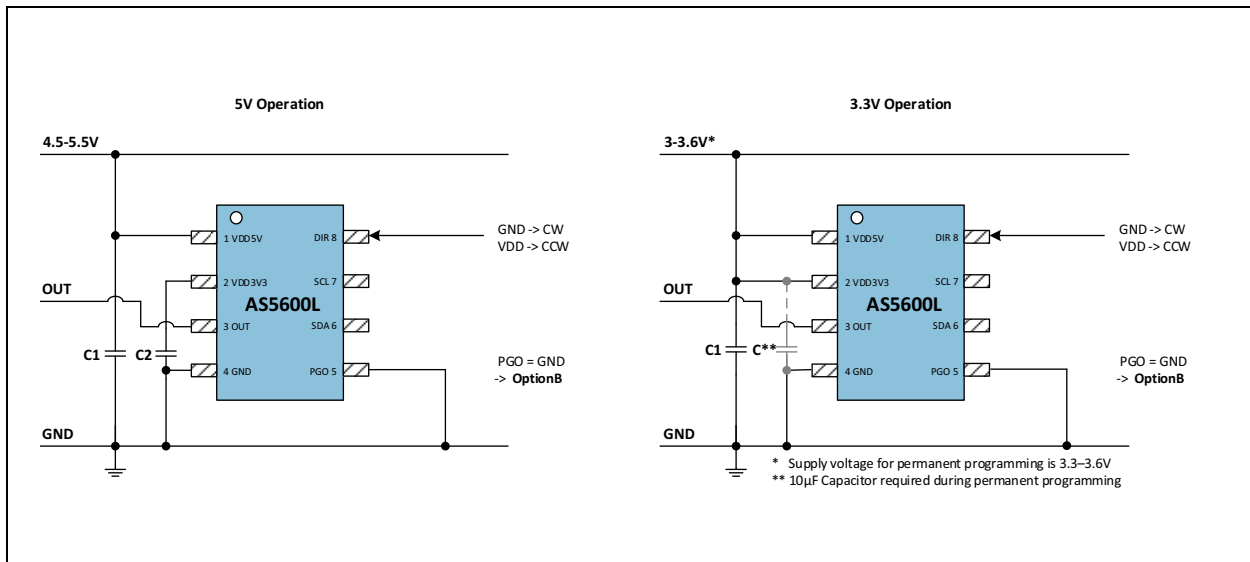 5V Operation
4.5-5.5V
1 VDD5V
DIR 8
GND -> CW
VDD -> CCW
2 VDD3V3
SCL 7
OUT
AS5600L
3 OUT
SDA 6
C1
C2
4 GND
PGO 5
PGO = GND
-> OptionB
GND
3.3V Operation
3-3.6V*
1 VDD5V
DIR 8
GND -> CW
VDD -> CCW
2 VDD3V3
SCL 7
OUT
AS5600L
3 OUT
SDA 6
C1
C**
4 GND
PGO 5
PGO = GND
-> OptionB
GND
* Supply voltage for permanent programming is 3.3–3.6V
** 10µF Capacitor required during permanent programming